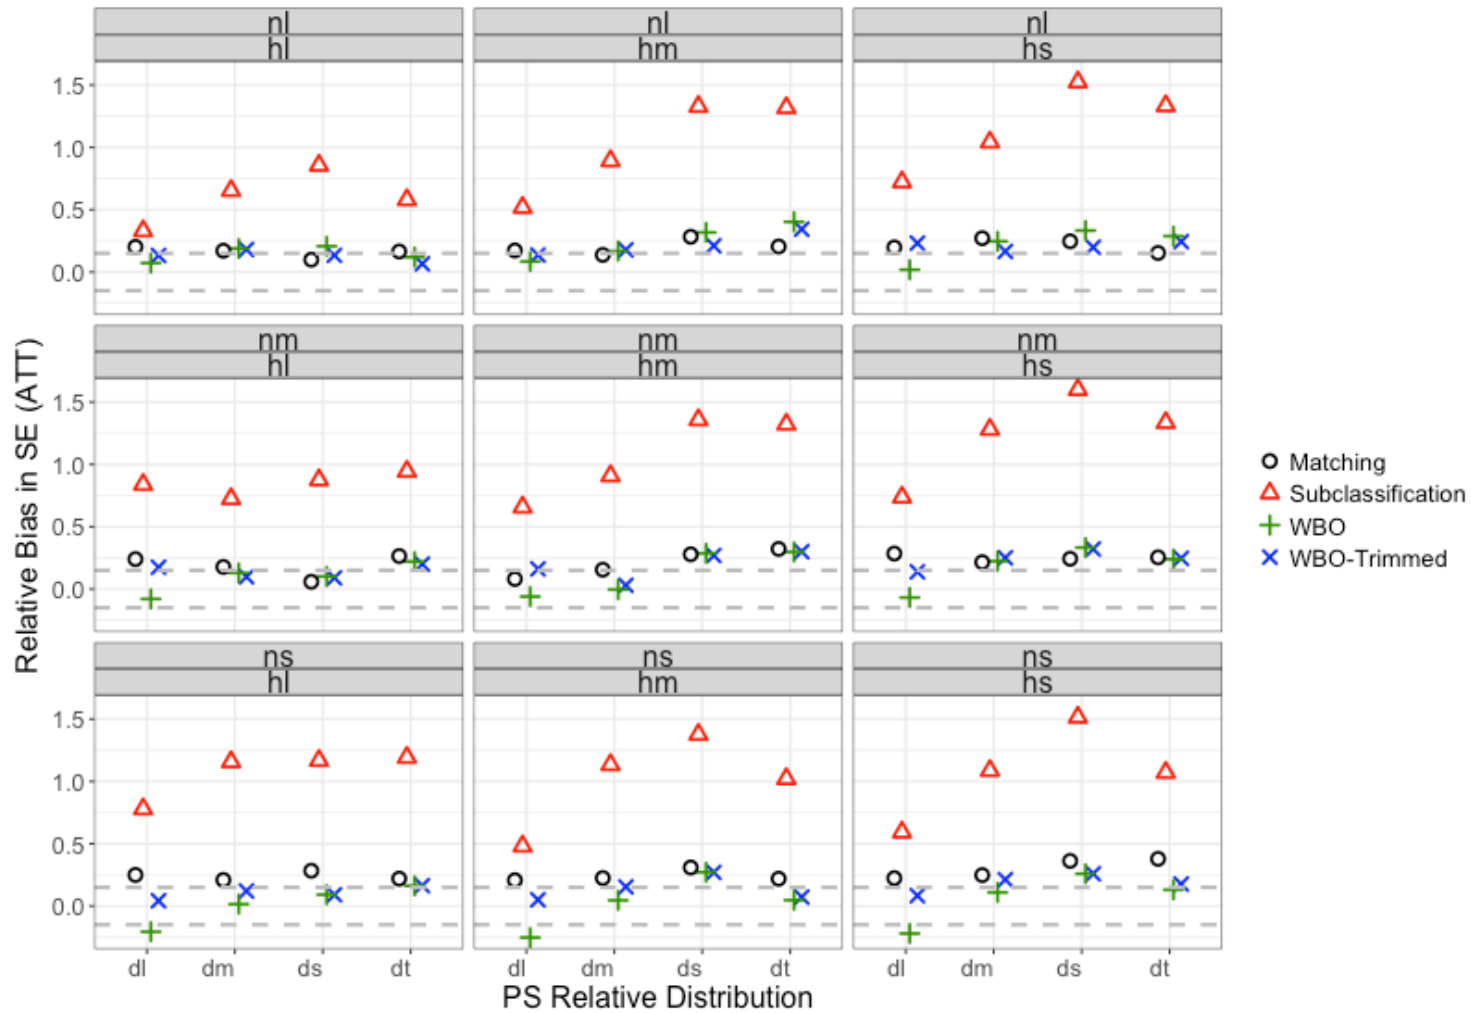 nl nl nl
hl hm hs
1.5
1.0
0.5
0.0
nm nm nm
hl hm hs
1.5
1.0
0.5
0.0
ns ns ns
hl hm hs
1.5
1.0
0.5
0.0
dl dm ds dt dl dm ds dt dl dm ds dt
PS Relative Distribution
Relative Bias in SE (ATT)
Matching
Subclassification
WBO
WBO-Trimmed